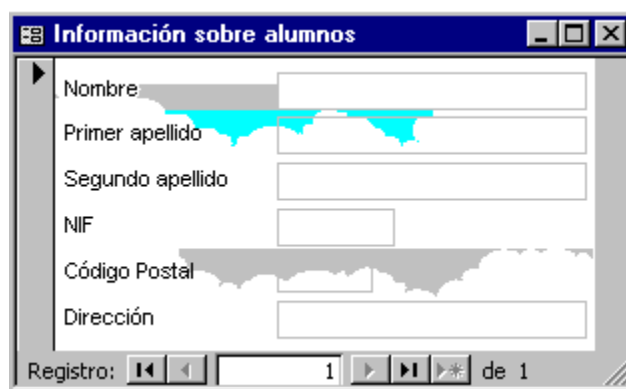 Información sobre alumnos
Nombre
Primer apellido
Segundo apellido
NIF
Código Postal
Dirección
Registro: 1 de 1